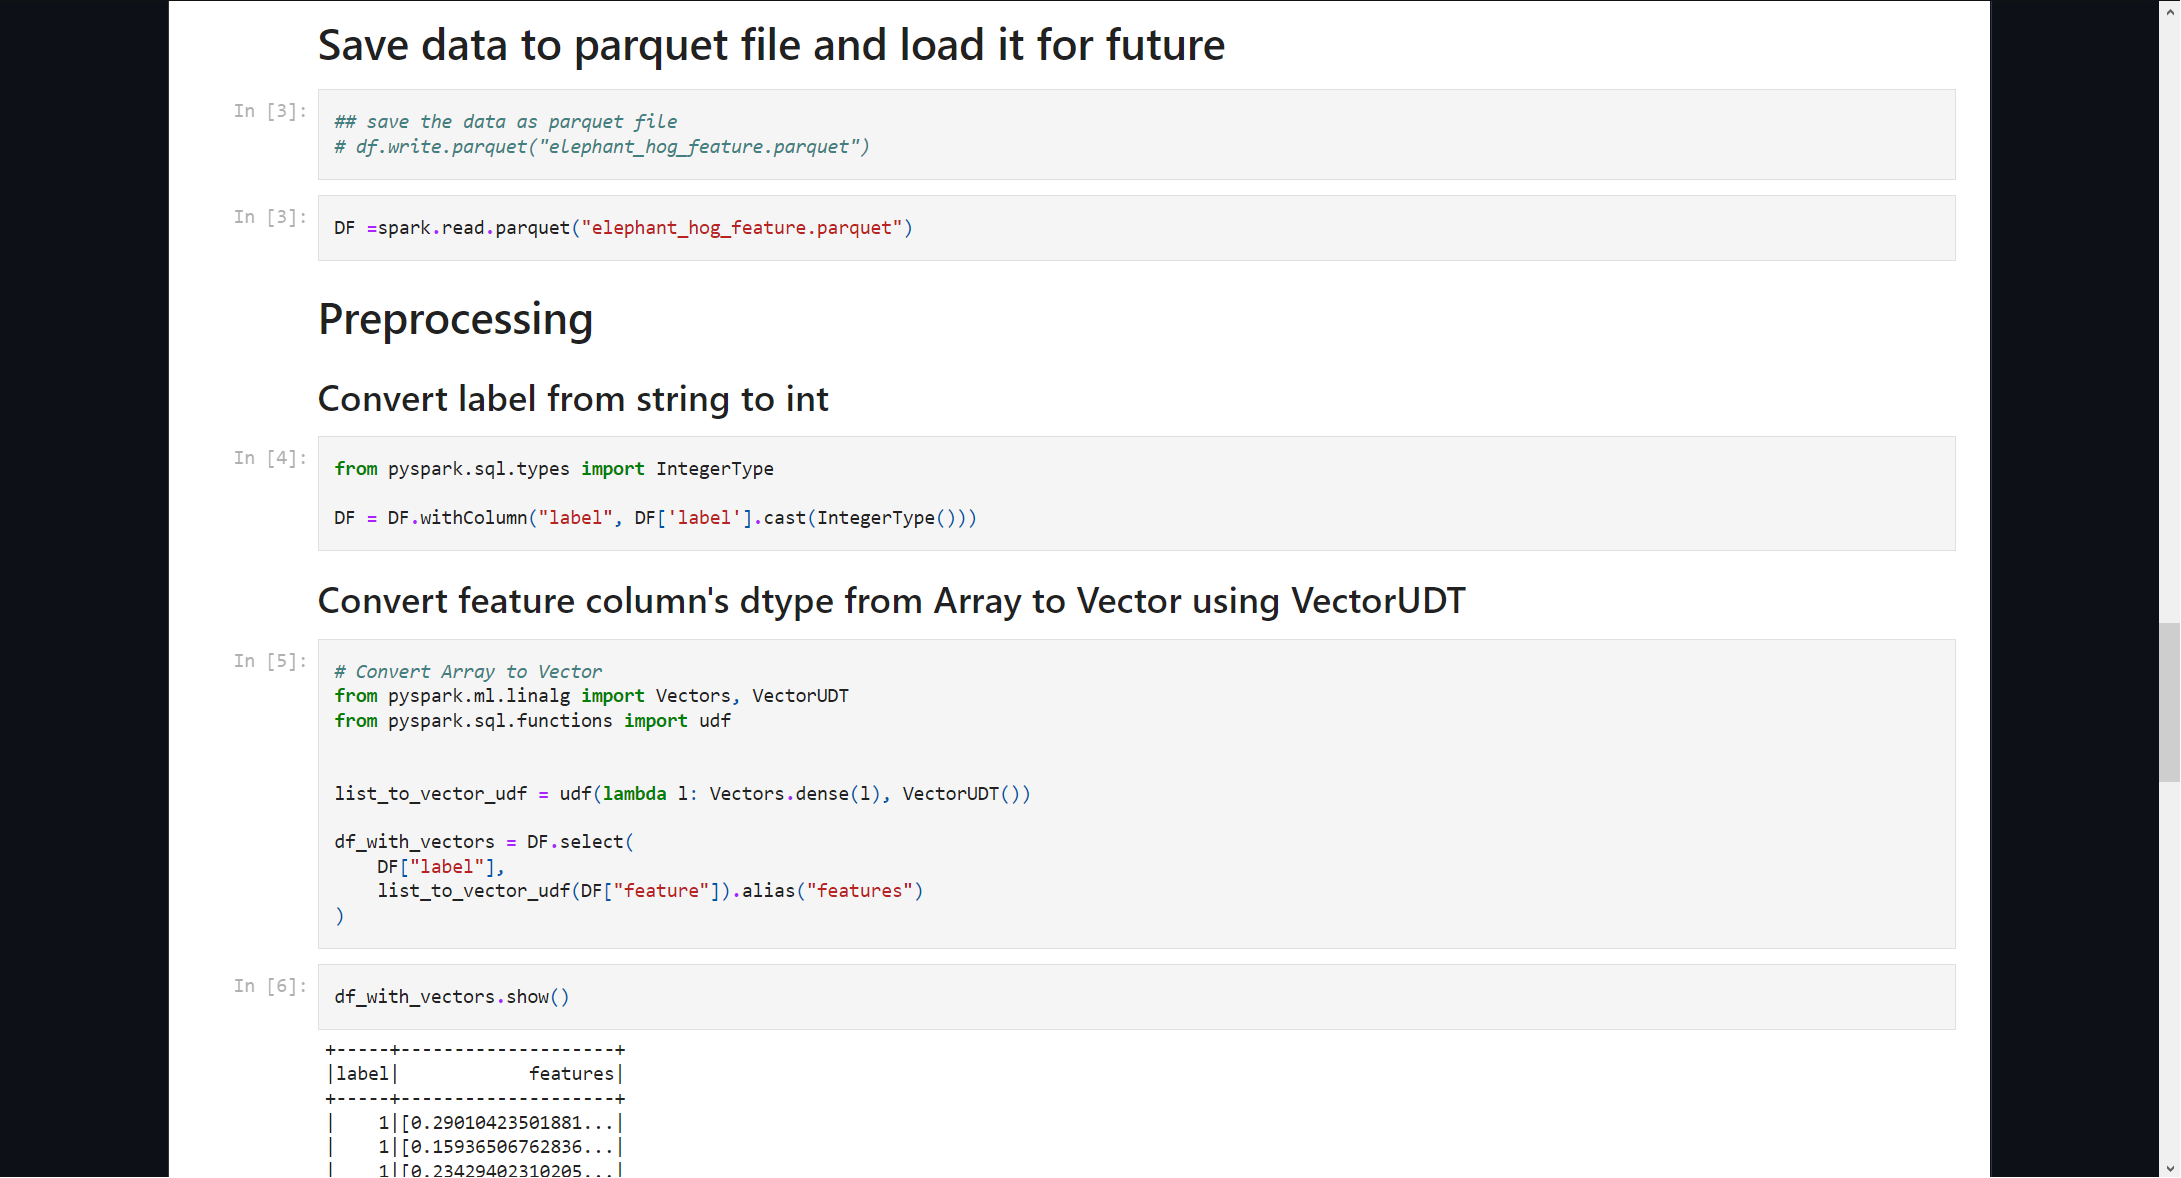 Save data to parquet file and load it for future
In [3]:
## save the data as parquet file
# df.write.parquet("elephant_hog_feature.parquet")
In [3]:
DF =spark.read.parquet("elephant_hog_feature.parquet")
Preprocessing
Convert label from string to int
In [4]:
from pyspark.sql.types import IntegerType
DF = DF.withColumn("label", DF['label'].cast(IntegerType()))
Convert feature column's dtype from Array to Vector using VectorUDT
In [5]:
# Convert Array to Vector
from pyspark.ml.linalg import Vectors, VectorUDT
from pyspark.sql.functions import udf
list_to_vector_udf = udf(lambda l: Vectors.dense(l), VectorUDT())
df_with_vectors = DF.select(
    DF["label"],
    list_to_vector_udf(DF["feature"]).alias("features")
)
In [6]:
df_with_vectors.show()
+-----+--------------------+
|label|            features|
+-----+--------------------+
|    1|[0.29010423501881...|
|    1|[0.15936506762836...|
|    1|[0.23429402310205...|